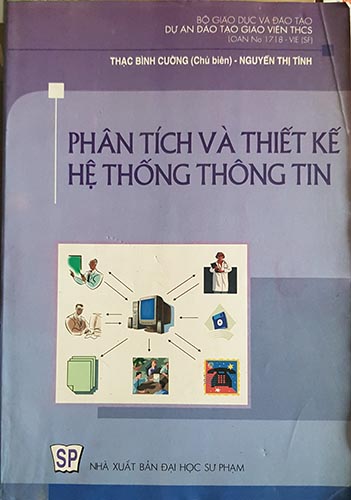 BỘ GIÁO DỤC VÀ ĐÀO TẠO
DỰ ÁN ĐÀO TẠO GIÁO VIÊN THCS
LOAN No 1718 - VIE (SF)
THẠC BÌNH CƯỜNG (Chủ biên) - NGUYỄN THỊ TĨNH
PHÂN TÍCH VÀ THIẾT KẾ
HỆ THỐNG THÔNG TIN
SP
NHÀ XUẤT BẢN ĐẠI HỌC SƯ PHẠM